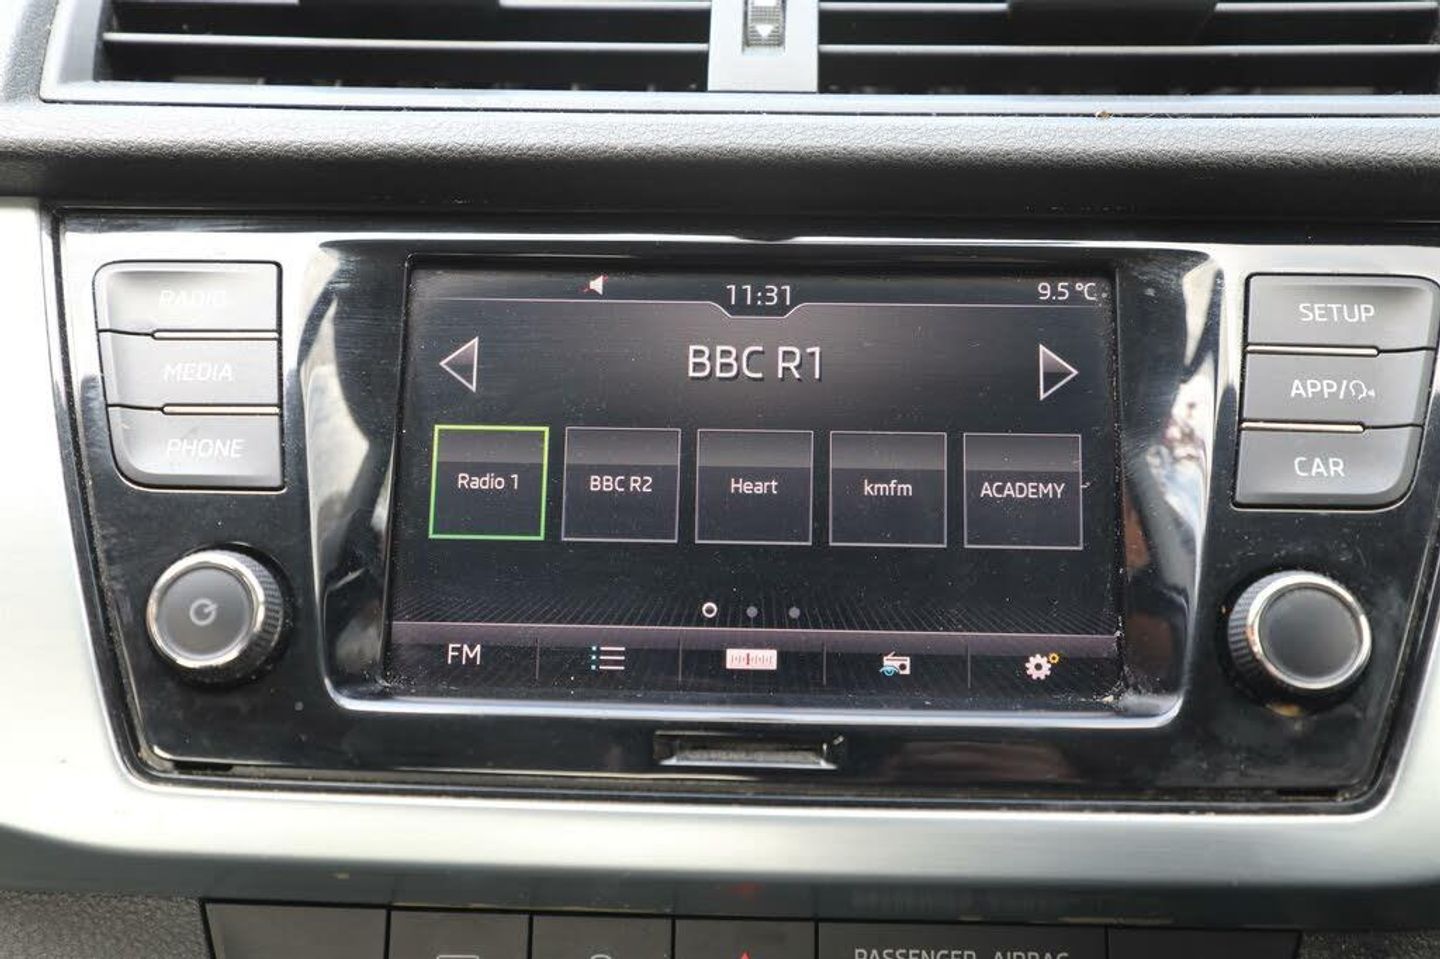 RADIO
MEDIA
PHONE
11:31
9.5 °C
BBC R1
Radio 1
BBC R2
Heart
kmfm
ACADEMY
FM
SETUP
APP/
CAR
PASSENGER AIRBAG